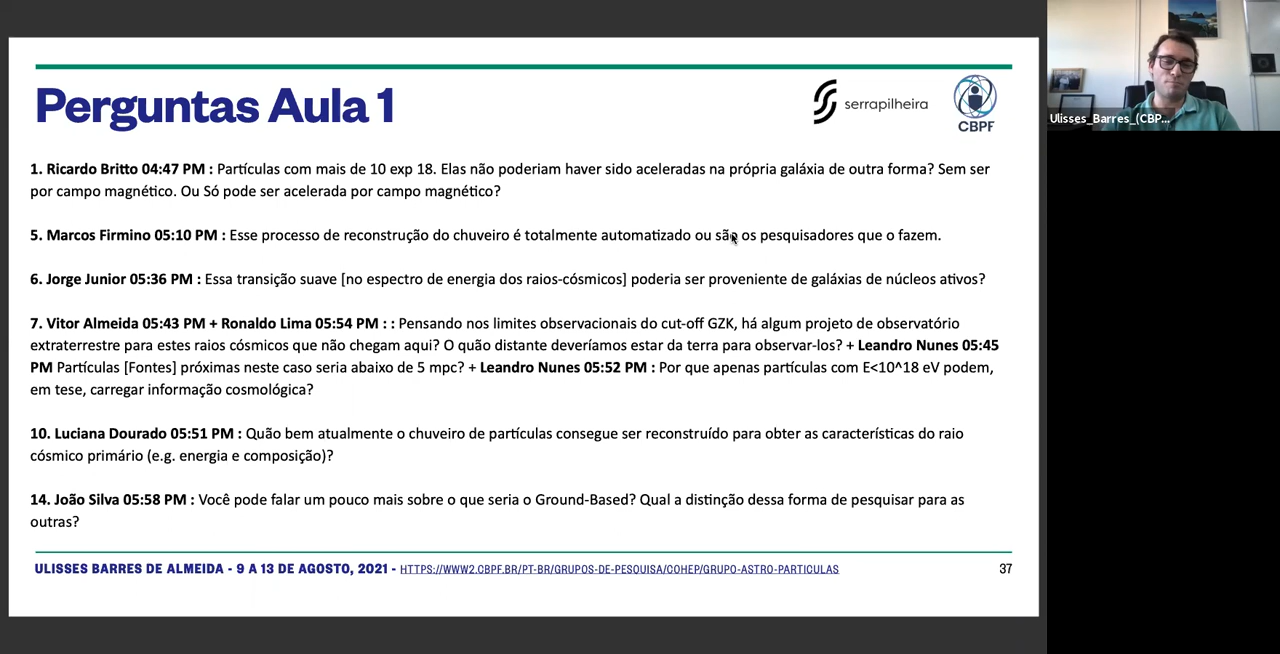 Perguntas Aula 1
serrapilheira
CBPF
Ulisses_Barres_(CBP...
1. Ricardo Britto 04:47 PM : Partículas com mais de 10 exp 18. Elas não poderiam haver sido aceleradas na própria galáxia de outra forma? Sem ser
por campo magnético. Ou Só pode ser acelerada por campo magnético?
5. Marcos Firmino 05:10 PM : Esse processo de reconstrução do chuveiro é totalmente automatizado ou são os pesquisadores que o fazem.
6. Jorge Junior 05:36 PM : Essa transição suave [no espectro de energia dos raios-cósmicos] poderia ser proveniente de galáxias de núcleos ativos?
7. Vitor Almeida 05:43 PM + Ronaldo Lima 05:54 PM : : Pensando nos limites observacionais do cut-off GZK, há algum projeto de observatório
extraterrestre para estes raios cósmicos que não chegam aqui? O quão distante deveríamos estar da terra para observar-los? + Leandro Nunes 05:45
PM Partículas [Fontes] próximas neste caso seria abaixo de 5 mpc? + Leandro Nunes 05:52 PM : Por que apenas partículas com E<10^18 eV podem,
em tese, carregar informação cosmológica?
10. Luciana Dourado 05:51 PM : Quão bem atualmente o chuveiro de partículas consegue ser reconstruído para obter as características do raio
cósmico primário (e.g. energia e composição)?
14. João Silva 05:58 PM : Você pode falar um pouco mais sobre o que seria o Ground-Based? Qual a distinção dessa forma de pesquisar para as
outras?
ULISSES BARRES DE ALMEIDA - 9 A 13 DE AGOSTO, 2021 - HTTPS://WWW2.CBPF.BR/PT-BR/GRUPOS-DE-PESQUISA/COHEP/GRUPO-ASTRO-PARTICULAS
37